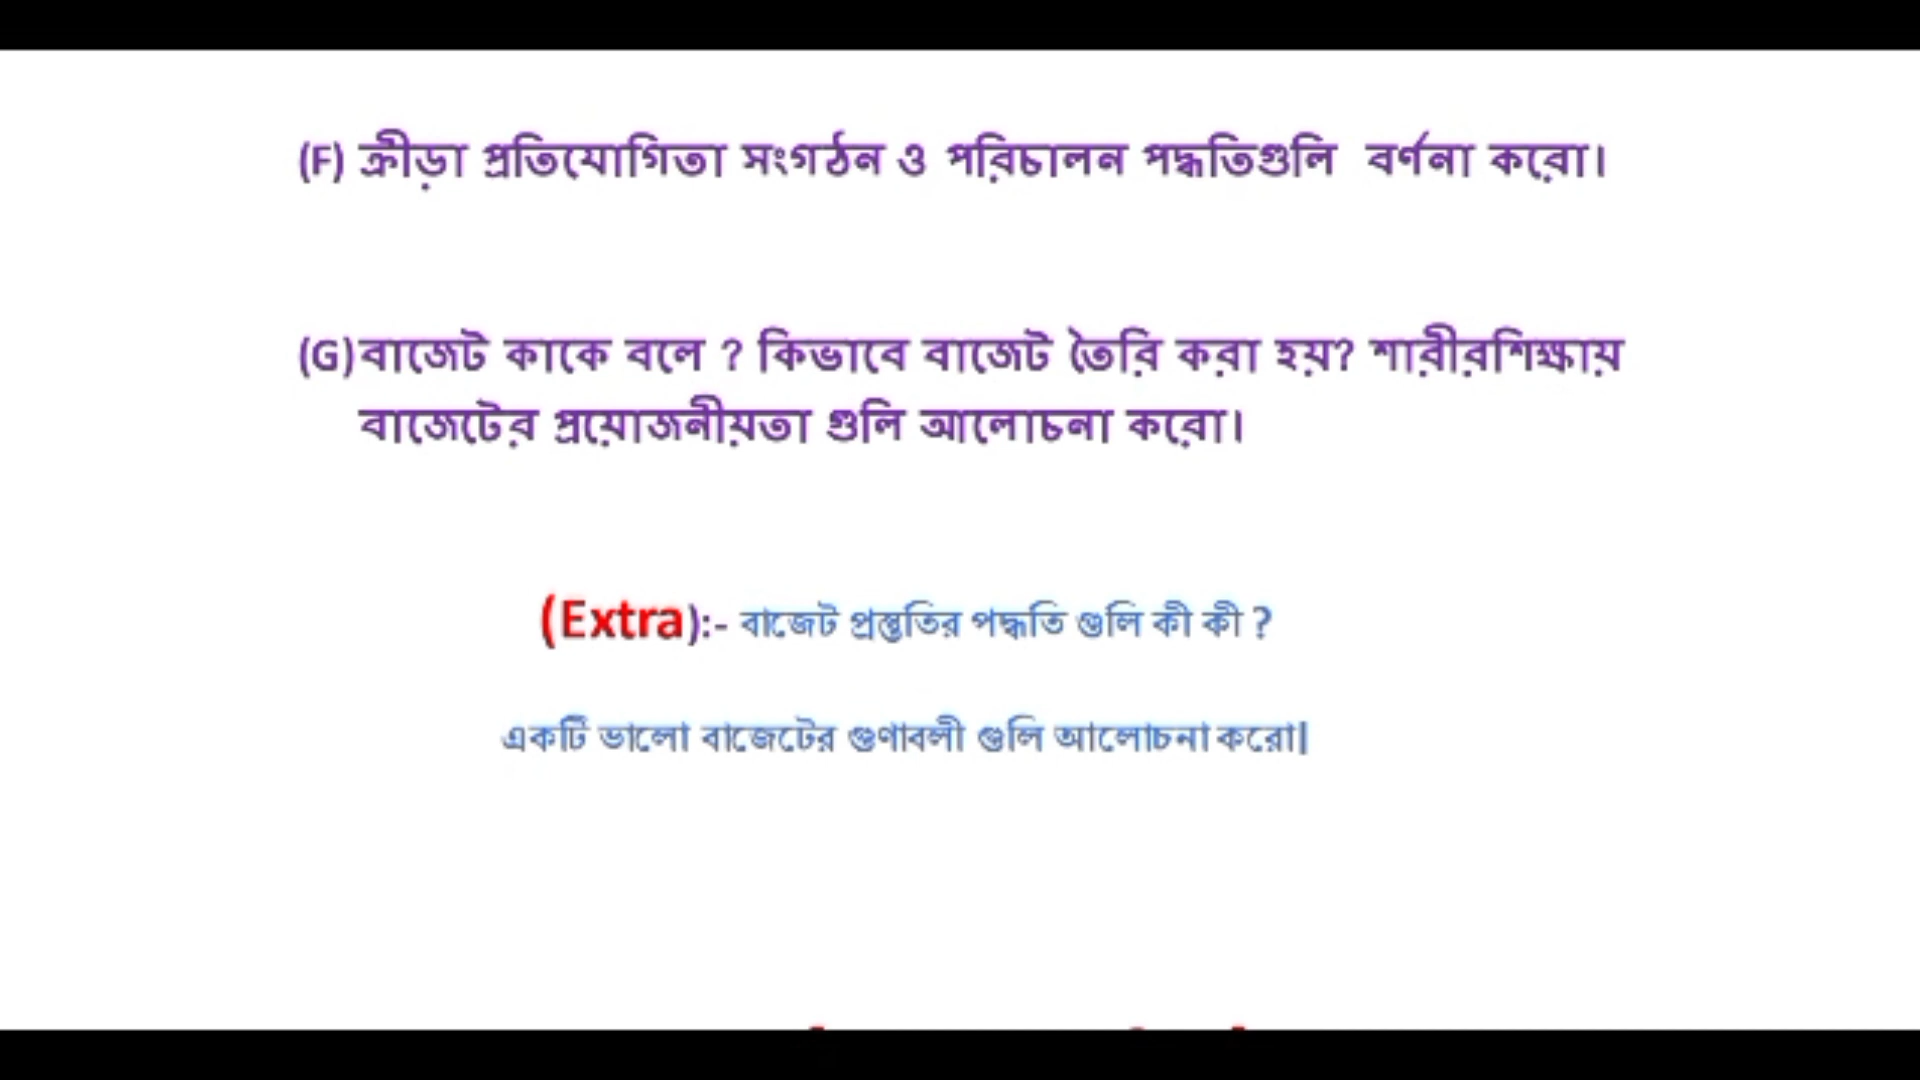 (F) ক্রীড়া প্রতিযোগিতা সংগঠন ও পরিচালন পদ্ধতিগুলি বর্ণনা করো।
(G)বাজেট কাকে বলে ? কিভাবে বাজেট তৈরি করা হয়? শারীরশিক্ষায়
বাজেটের প্রয়োজনীয়তা গুলি আলোচনা করো।
(Extra):- বাজেট প্রস্তুতির পদ্ধতি গুলি কী কী ?
একটি ভালো বাজেটের গুণাবলী গুলি আলোচনা করো|